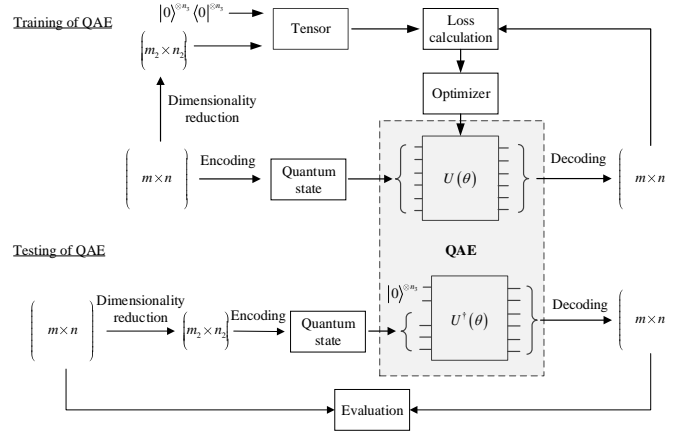 Training of QAE
|0⟩^{⊗n_3} ⟨0|^{⊗n_3}
(m_2×n_2)
Tensor
Loss
calculation
Optimizer
Dimensionality
reduction
(m×n)
Encoding
Quantum
state
U(θ)
Decoding
(m×n)
QAE
Testing of QAE
(m×n)
Dimensionality
reduction
(m_2×n_2)
Encoding
Quantum
state
|0⟩^{⊗n_3}
U^†(θ)
Decoding
(m×n)
Evaluation